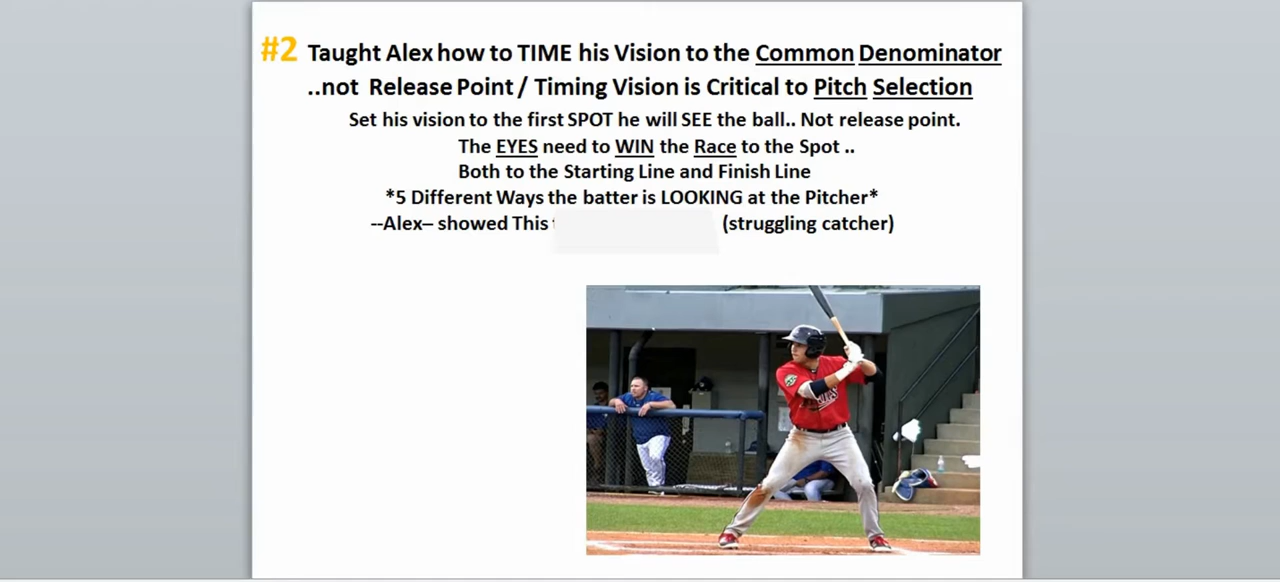 #2 Taught Alex how to TIME his Vision to the Common Denominator
..not Release Point / Timing Vision is Critical to Pitch Selection
Set his vision to the first SPOT he will SEE the ball.. Not release point.
The EYES need to WIN the Race to the Spot ..
Both to the Starting Line and Finish Line
*5 Different Ways the batter is LOOKING at the Pitcher*
--Alex– showed This (struggling catcher)